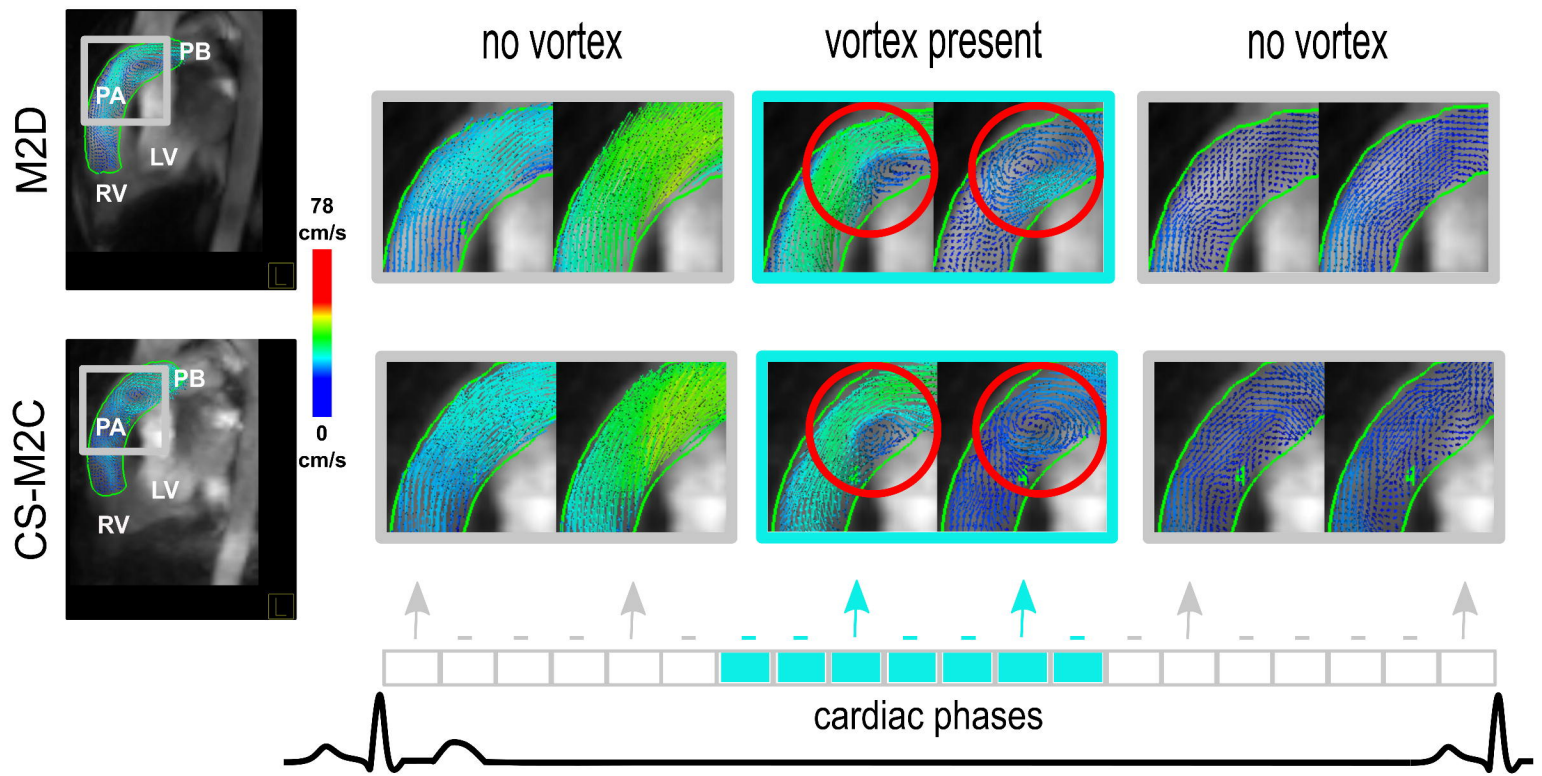 no vortex
vortex present
no vortex
M2D
PB
PA
LV
RV
L
78
cm/s
0
cm/s
CS-M2C
PB
PA
LV
RV
L
cardiac phases